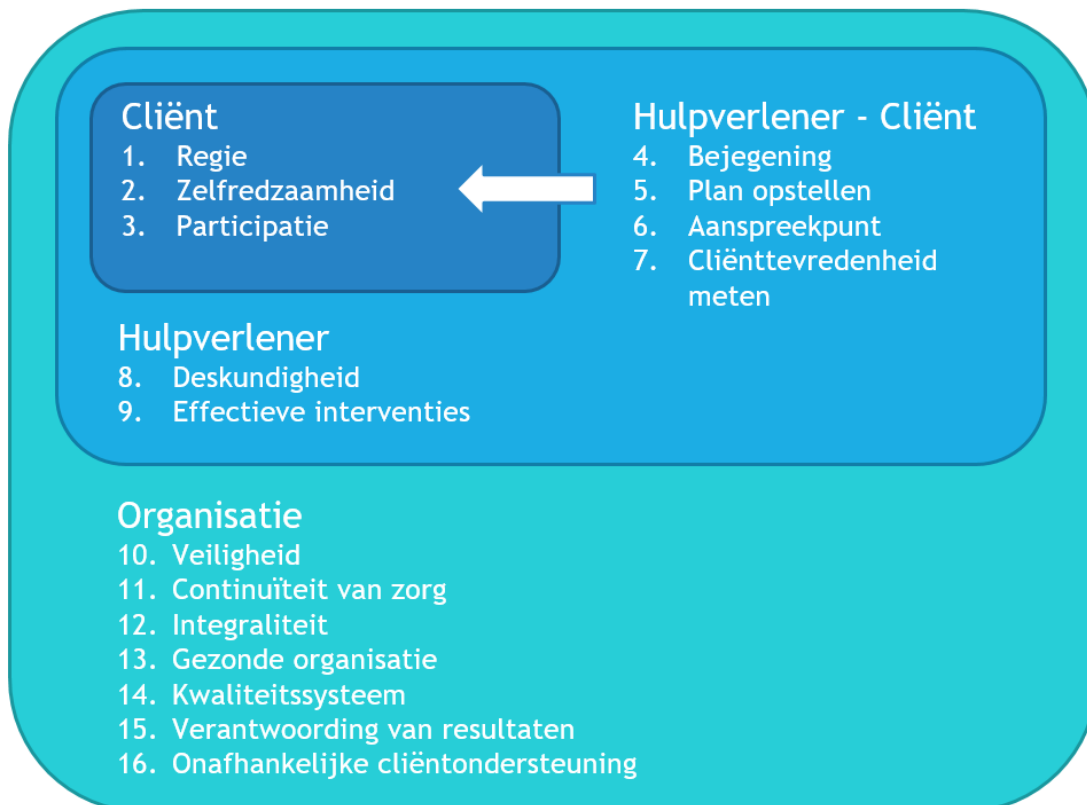 Cliënt
1. Regie
2. Zelfredzaamheid
3. Participatie
Hulpverlener - Cliënt
4. Bejegening
5. Plan opstellen
6. Aanspreekpunt
7. Cliënttevredenheid
meten
Hulpverlener
8. Deskundigheid
9. Effectieve interventies
Organisatie
10. Veiligheid
11. Continuïteit van zorg
12. Integraliteit
13. Gezonde organisatie
14. Kwaliteitssysteem
15. Verantwoording van resultaten
16. Onafhankelijke cliëntondersteuning